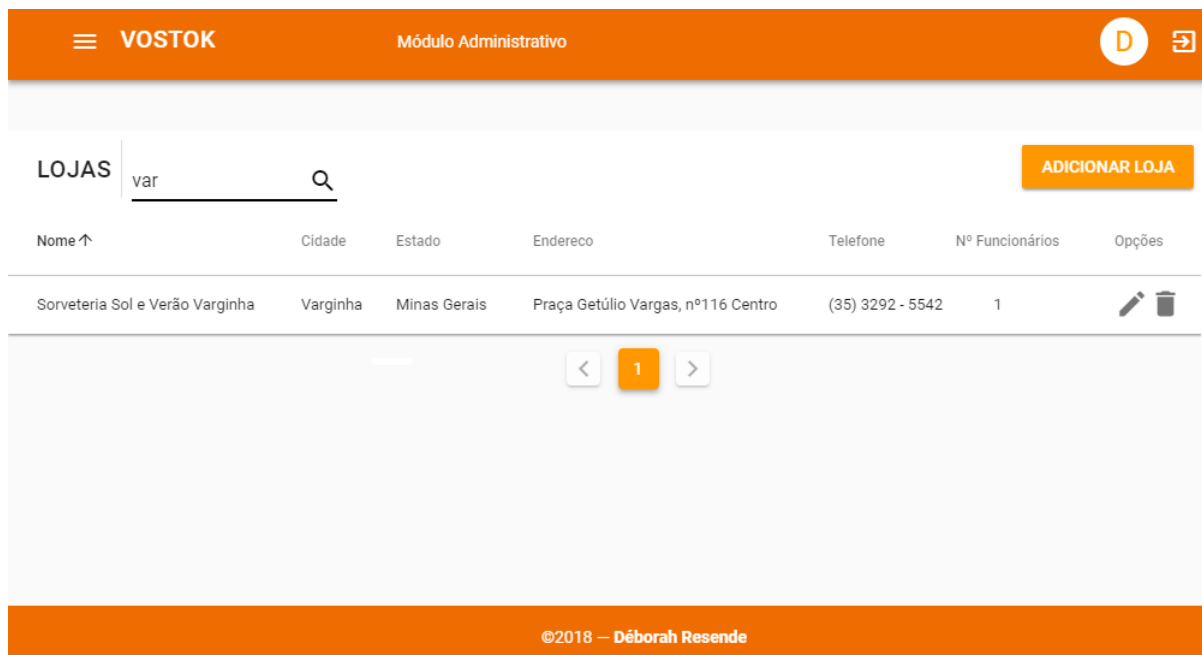 VOSTOK Módulo Administrativo D
LOJAS var ADICIONAR LOJA
Nome Cidade Estado Endereco Telefone Nº Funcionários Opções
Sorveteria Sol e Verão Varginha Varginha Minas Gerais Praça Getúlio Vargas, nº116 Centro (35) 3292 - 5542 1
1
©2018 — Déborah Resende